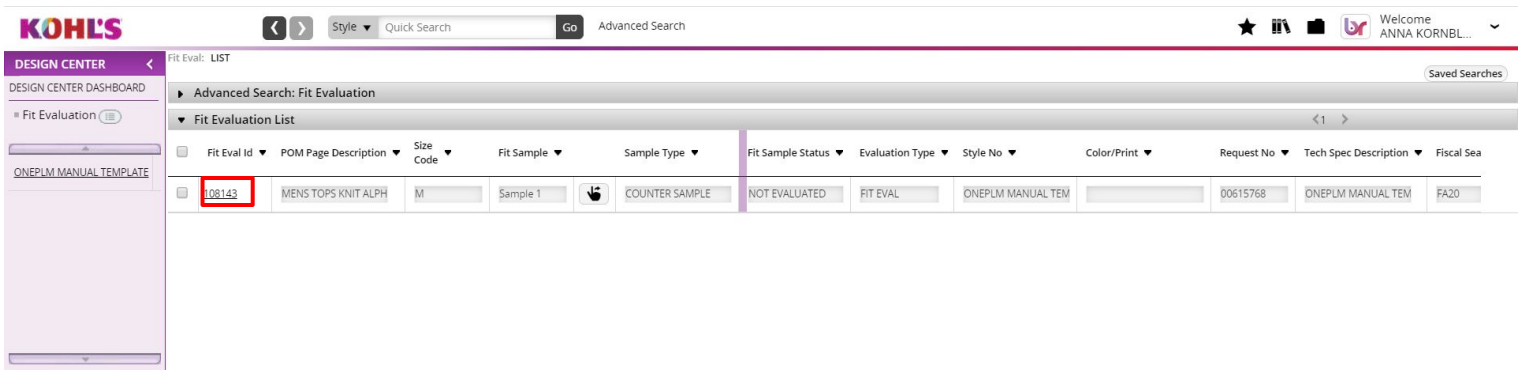 KOHL'S
Style Quick Search Go Advanced Search
Welcome
ANNA KORNBL...
DESIGN CENTER
DESIGN CENTER DASHBOARD
Fit Evaluation
ONEPLM MANUAL TEMPLATE
Fit Eval: LIST
Saved Searches
Advanced Search: Fit Evaluation
Fit Evaluation List
1
Fit Eval Id POM Page Description Size Code Fit Sample Sample Type Fit Sample Status Evaluation Type Style No Color/Print Request No Tech Spec Description Fiscal Sea
108143 MENS TOPS KNIT ALPH M Sample 1 COUNTER SAMPLE NOT EVALUATED FIT EVAL ONEPLM MANUAL TEM 00615768 ONEPLM MANUAL TEM FA20